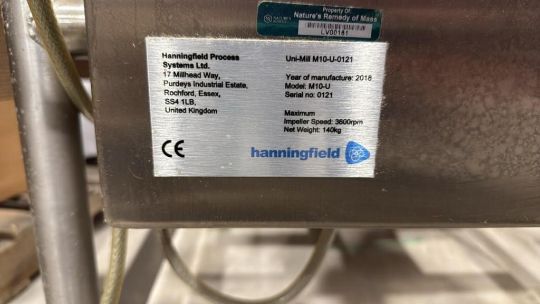 Property Of:
Nature's Remedy of Mass
LV00181
Hanningfield Process
Systems Ltd.
17 Millhead Way,
Purdeys Industrial Estate,
Rochford, Essex,
SS4 1LB,
United Kingdom
Uni-Mill M10-U-0121
Year of manufacture: 2018
Model: M10-U
Serial no: 0121
Maximum
Impeller Speed: 3600rpm
Net Weight: 140kg
CE
hanningfield